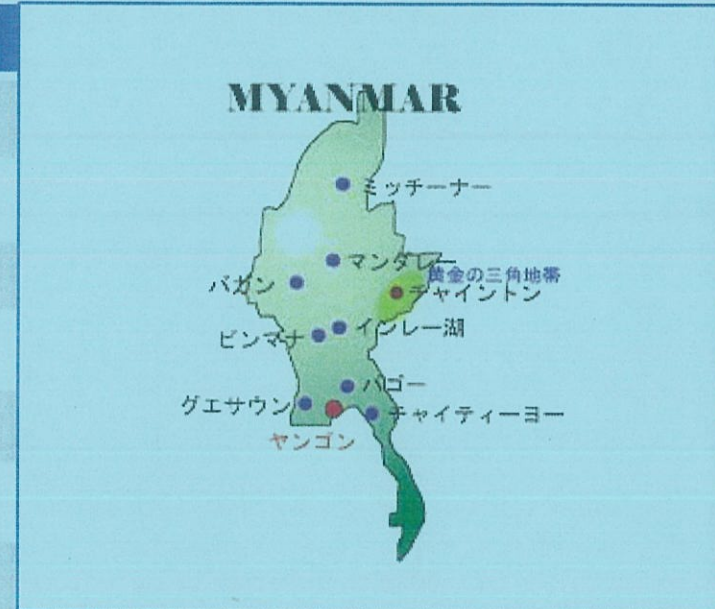 MYANMAR
ミッチーナー
マンダレー
黄金の三角地帯
バガン
チャイントン
インレー湖
ピンマナ
バゴー
グエサウン
チャイティーヨー
ヤンゴン